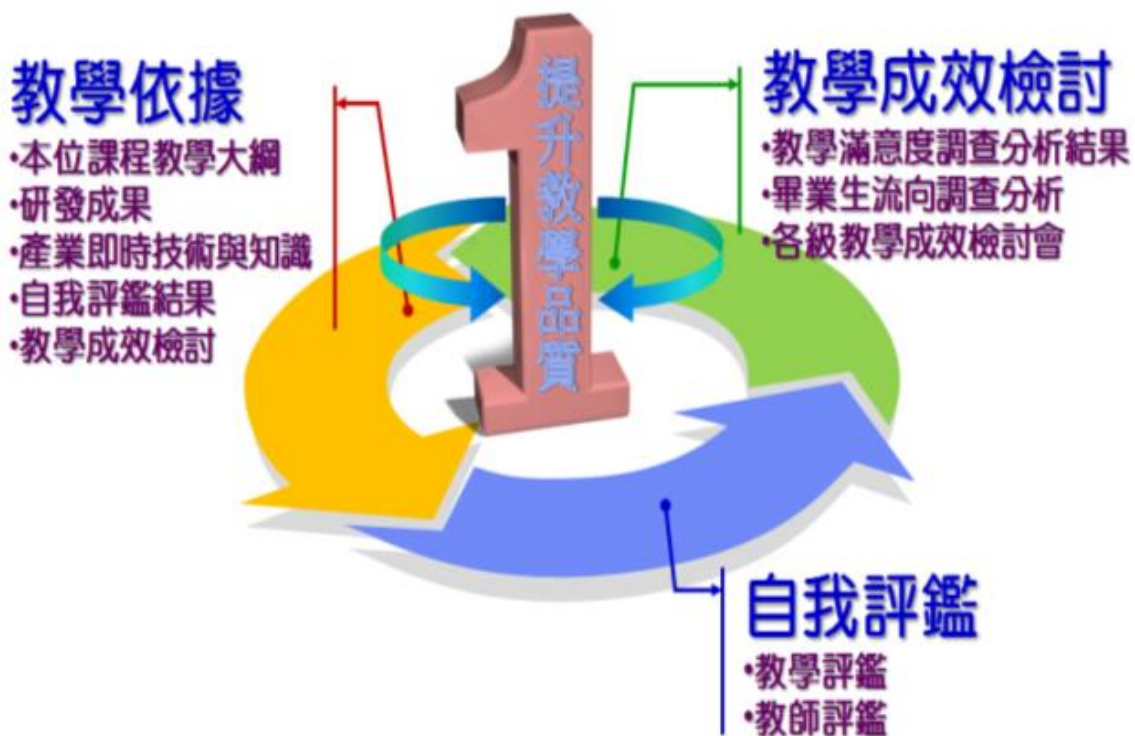 教學依據
•本位課程教學大綱
•研發成果
•產業即時技術與知識
•自我評鑑結果
•教學成效檢討
提升教學品質
教學成效檢討
•教學滿意度調查分析結果
•畢業生流向調查分析
•各級教學成效檢討會
自我評鑑
•教學評鑑
•教師評鑑